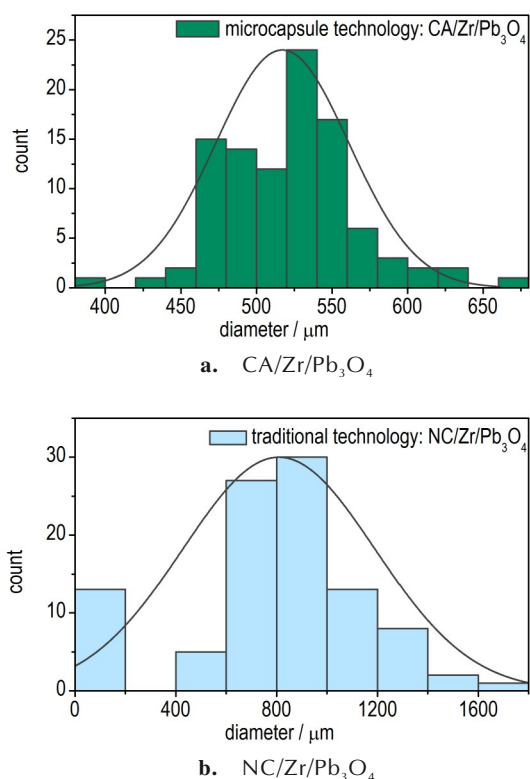 microcapsule technology: CA/Zr/Pb₃O₄
25
20
15
10
5
0
count
400 450 500 550 600 650
diameter / μm
a. CA/Zr/Pb₃O₄
traditional technology: NC/Zr/Pb₃O₄
30
20
10
0
count
0 400 800 1200 1600
diameter / μm
b. NC/Zr/Pb₃O₄